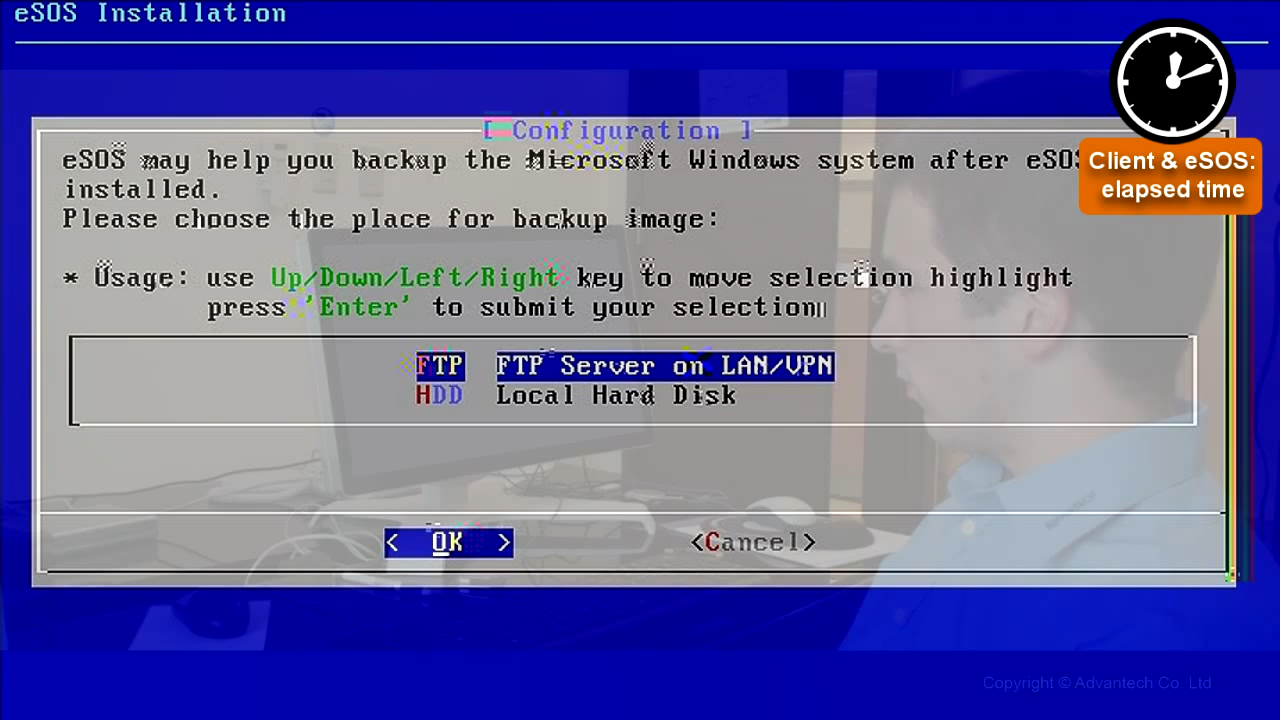 eSOS Installation
[ Configuration ]
eSOS may help you backup the Microsoft Windows system after eSOS
installed.
Please choose the place for backup image:
* Usage: use Up/Down/Left/Right key to move selection highlight
press 'Enter' to submit your selection
FTP FTP Server on LAN/VPN
HDD Local Hard Disk
< OK >
<Cancel>
Client & eSOS:
elapsed time
Copyright © Advantech Co. Ltd